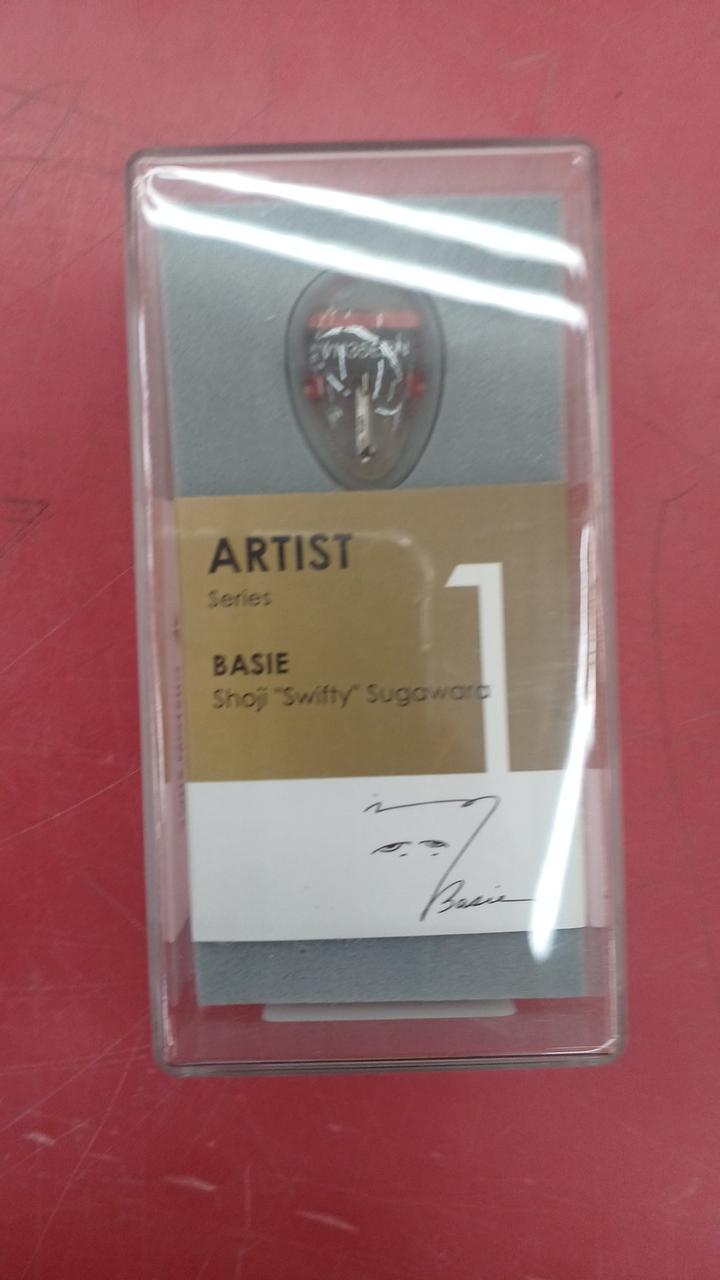 ARTIST
Series
1
BASIE
Shoji "Swifty" Sugawara
Basie